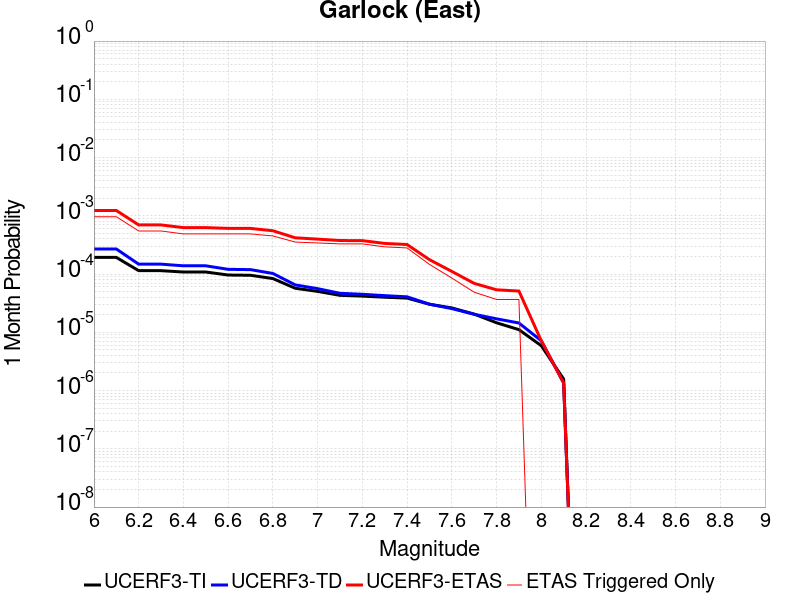 Garlock (East)
1 Month Probability
10^0
10^-1
10^-2
10^-3
10^-4
10^-5
10^-6
10^-7
10^-8
6 6.2 6.4 6.6 6.8 7 7.2 7.4 7.6 7.8 8 8.2 8.4 8.6 8.8 9
Magnitude
UCERF3-TI UCERF3-TD UCERF3-ETAS ETAS Triggered Only